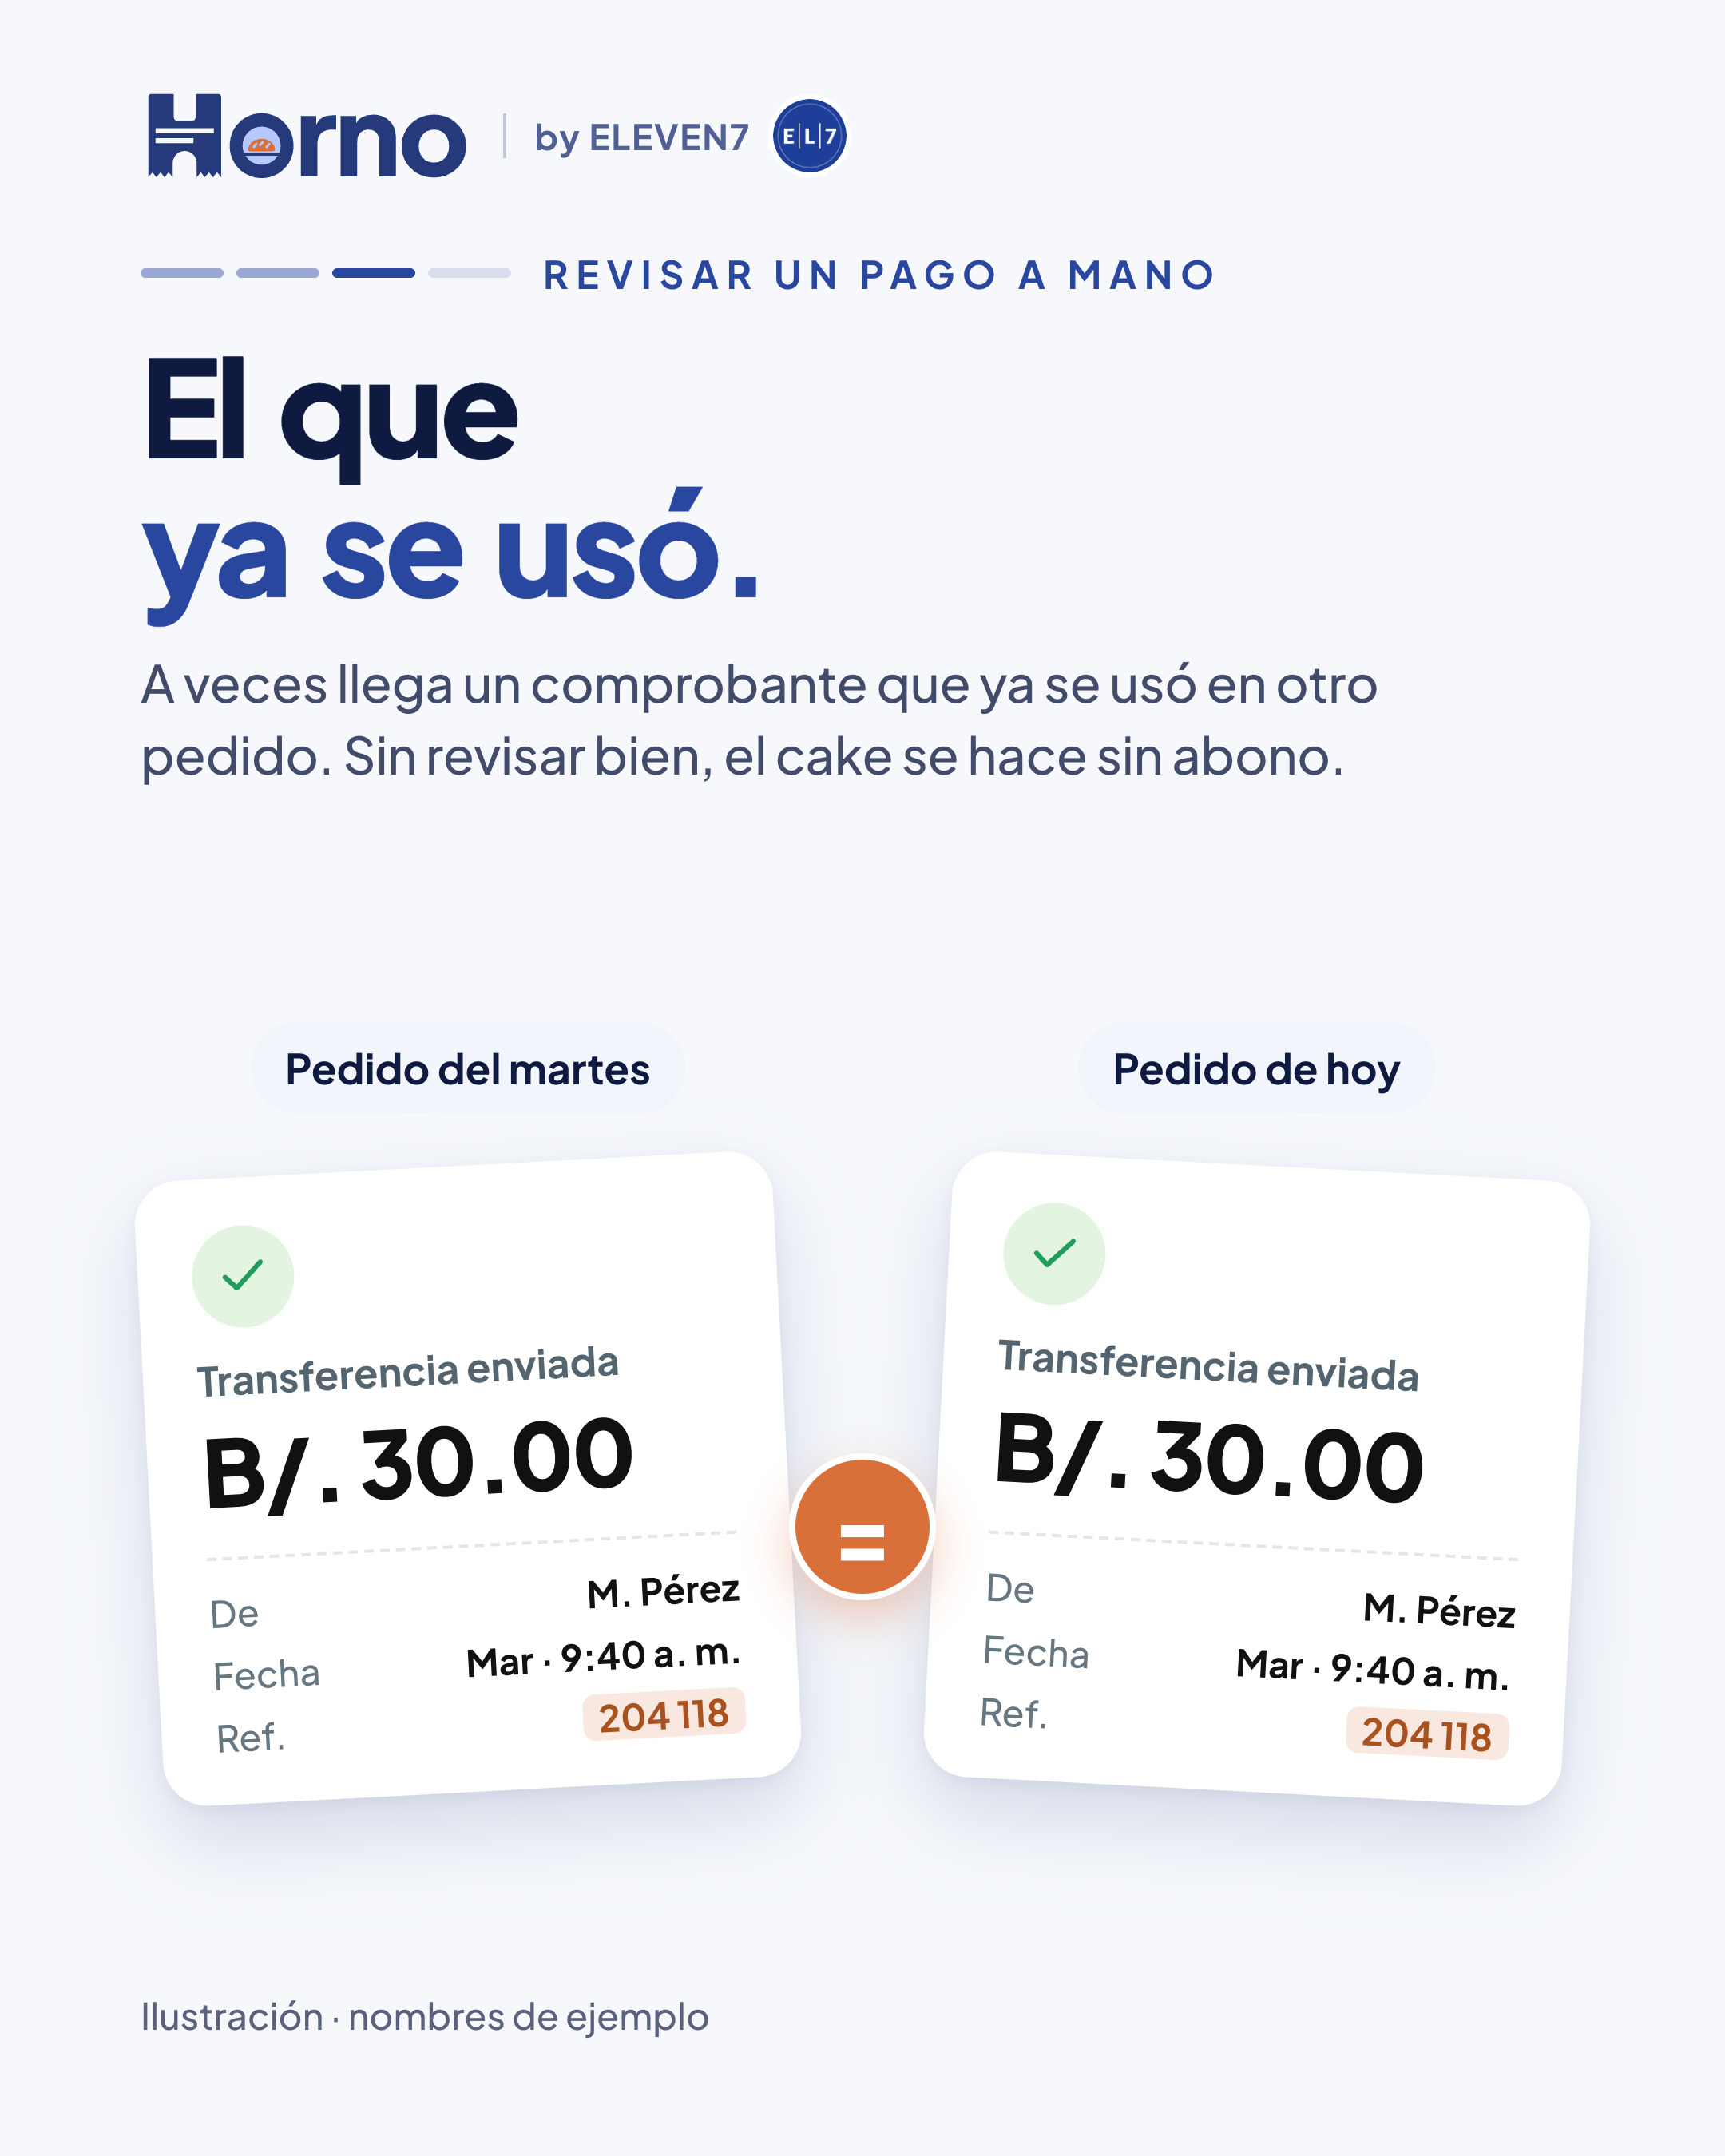 Horno | by ELEVEN7 E|L|7
REVISAR UN PAGO A MANO
El que
ya se usó.
A veces llega un comprobante que ya se usó en otro
pedido. Sin revisar bien, el cake se hace sin abono.
Pedido del martes
Transferencia enviada
B/. 30.00
De M. Pérez
Fecha Mar · 9:40 a. m.
Ref. 204 118
=
Pedido de hoy
Transferencia enviada
B/. 30.00
De M. Pérez
Fecha Mar · 9:40 a. m.
Ref. 204 118
Ilustración · nombres de ejemplo